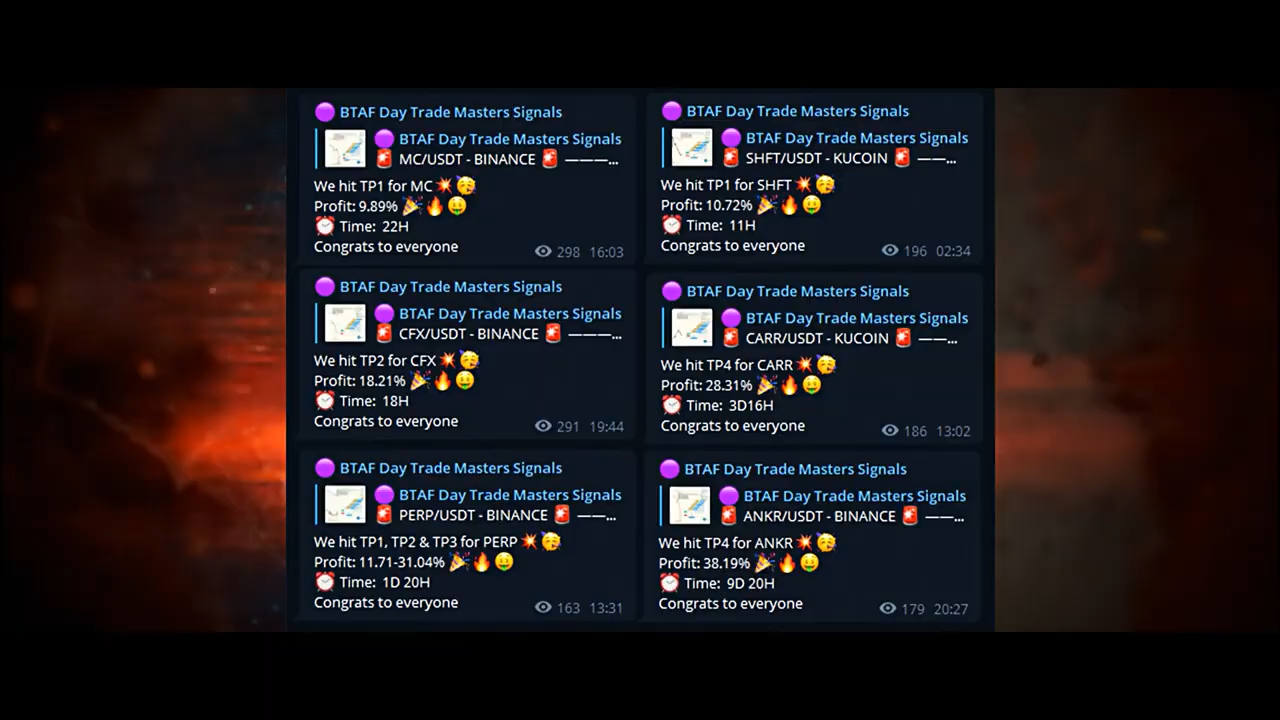 BTAF Day Trade Masters Signals
BTAF Day Trade Masters Signals
MC/USDT - BINANCE 🚨 ———...
We hit TP1 for MC 💥🥳
Profit: 9.89% 🎉🔥🤑
⏰ Time: 22H
Congrats to everyone
298 16:03
BTAF Day Trade Masters Signals
BTAF Day Trade Masters Signals
🚨 CFX/USDT - BINANCE 🚨 ———...
We hit TP2 for CFX 💥🥳
Profit: 18.21% 🎉🔥🤑
⏰ Time: 18H
Congrats to everyone
291 19:44
BTAF Day Trade Masters Signals
BTAF Day Trade Masters Signals
🚨 PERP/USDT - BINANCE 🚨 ——...
We hit TP1, TP2 & TP3 for PERP 💥🥳
Profit: 11.71-31.04% 🎉🔥🤑
⏰ Time: 1D 20H
Congrats to everyone
163 13:31
BTAF Day Trade Masters Signals
BTAF Day Trade Masters Signals
🚨 SHFT/USDT - KUCOIN 🚨 ——...
We hit TP1 for SHFT 💥🥳
Profit: 10.72% 🎉🔥🤑
⏰ Time: 11H
Congrats to everyone
196 02:34
BTAF Day Trade Masters Signals
BTAF Day Trade Masters Signals
🚨 CARR/USDT - KUCOIN 🚨 ——...
We hit TP4 for CARR 💥🥳
Profit: 28.31% 🎉🔥🤑
⏰ Time: 3D16H
Congrats to everyone
186 13:02
BTAF Day Trade Masters Signals
BTAF Day Trade Masters Signals
🚨 ANKR/USDT - BINANCE 🚨 ——...
We hit TP4 for ANKR 💥🥳
Profit: 38.19% 🎉🔥🤑
⏰ Time: 9D 20H
Congrats to everyone
179 20:27